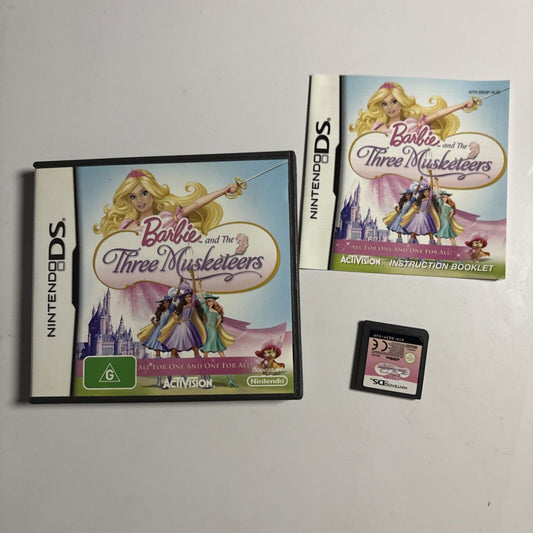 NINTENDO DS
Barbie and The
Three Musketeers
ALL FOR ONE AND ONE FOR ALL!
G
ACTIVISION
Nintendo
NINTENDO DS
Barbie and The
Three Musketeers
ALL FOR ONE AND ONE FOR ALL!
ACTIVISION INSTRUCTION BOOKLET
NINTENDO DS